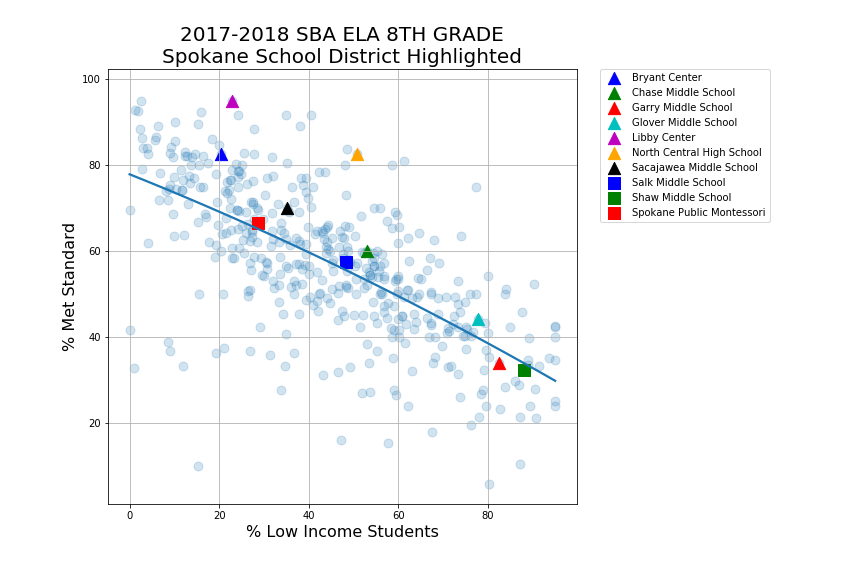 2017-2018 SBA ELA 8TH GRADE
Spokane School District Highlighted
100
80
60
40
20
% Met Standard
0
20
40
60
80
% Low Income Students
Bryant Center
Chase Middle School
Garry Middle School
Glover Middle School
Libby Center
North Central High School
Sacajawea Middle School
Salk Middle School
Shaw Middle School
Spokane Public Montessori